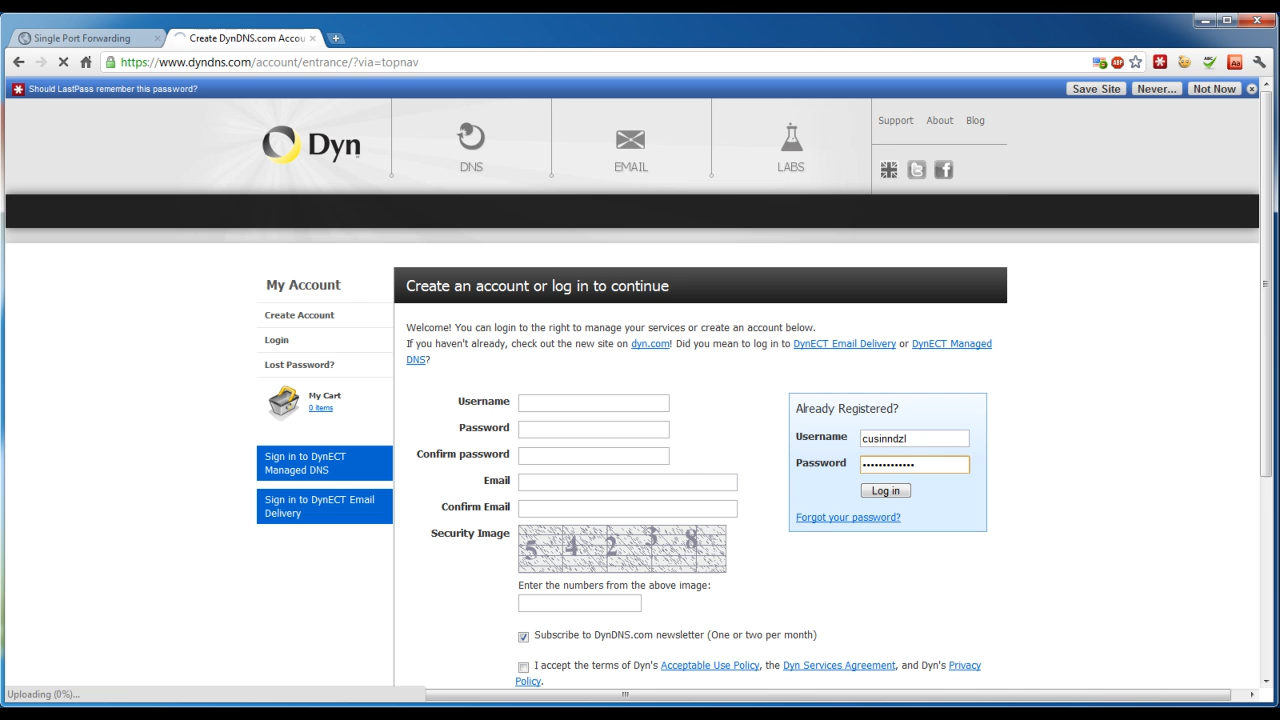 Single Port Forwarding
Create DynDNS.com Accou
https://www.dyndns.com/account/entrance/?via=topnav
Should LastPass remember this password?
Save Site
Never...
Not Now
Dyn
DNS
EMAIL
LABS
Support
About
Blog
My Account
Create Account
Login
Lost Password?
My Cart
0 items
Sign in to DynECT
Managed DNS
Sign in to DynECT Email
Delivery
Create an account or log in to continue
Welcome! You can login to the right to manage your services or create an account below.
If you haven't already, check out the new site on dyn.com! Did you mean to log in to DynECT Email Delivery or DynECT Managed
DNS?
Username
Password
Confirm password
Email
Confirm Email
Security Image
5 4 2 3 8
Enter the numbers from the above image:
Subscribe to DynDNS.com newsletter (One or two per month)
I accept the terms of Dyn's Acceptable Use Policy, the Dyn Services Agreement, and Dyn's Privacy
Policy.
Already Registered?
Username
cusinndzl
Password
•••••••••••••
Log in
Forgot your password?
Uploading (0%)...